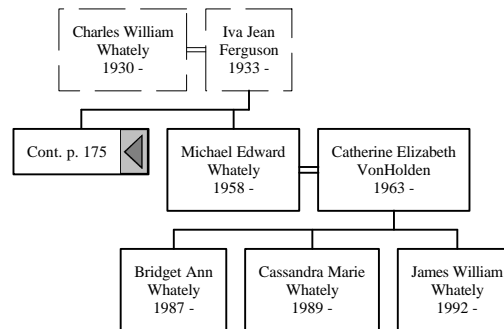 Charles William
Whately
1930 -
Iva Jean
Ferguson
1933 -
Cont. p. 175
Michael Edward
Whately
1958 -
Catherine Elizabeth
VonHolden
1963 -
Bridget Ann
Whately
1987 -
Cassandra Marie
Whately
1989 -
James William
Whately
1992 -